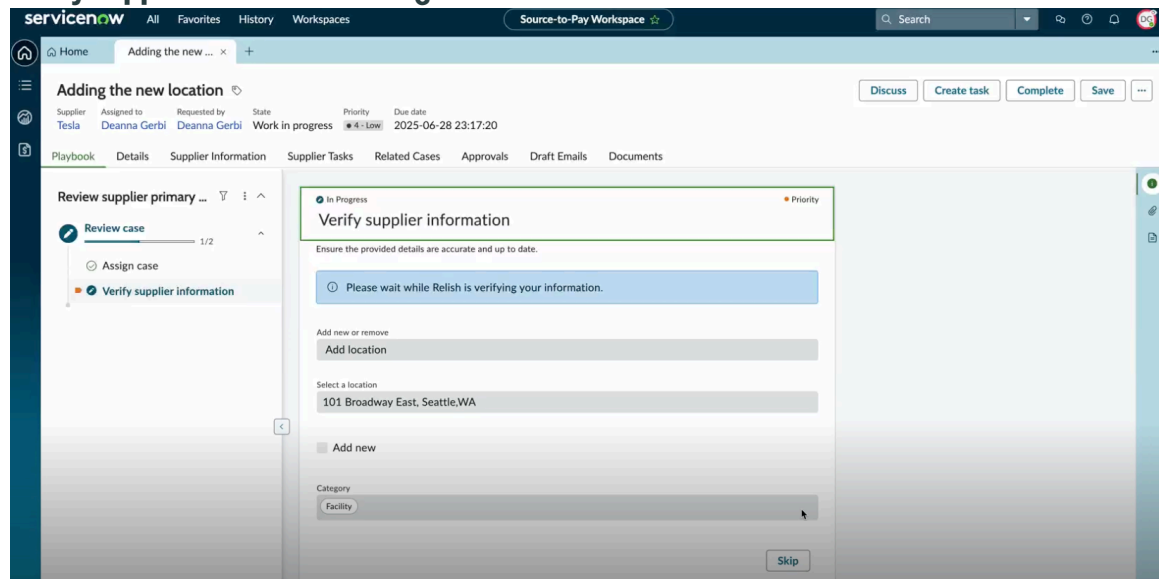 servicenow All Favorites History Workspaces Source-to-Pay Workspace Search DG
Home Adding the new ... × +
Adding the new location
Discuss Create task Complete Save ...
Supplier Assigned to Requested by State Priority Due date
Tesla Deanna Gerbi Deanna Gerbi Work in progress 4 - Low 2025-06-28 23:17:20
Playbook Details Supplier Information Supplier Tasks Related Cases Approvals Draft Emails Documents
Review supplier primary ...
Review case
1/2
Assign case
Verify supplier information
In Progress Priority
Verify supplier information
Ensure the provided details are accurate and up to date.
Please wait while Relish is verifying your information.
Add new or remove
Add location
Select a location
101 Broadway East, Seattle,WA
Add new
Category
Facility
Skip